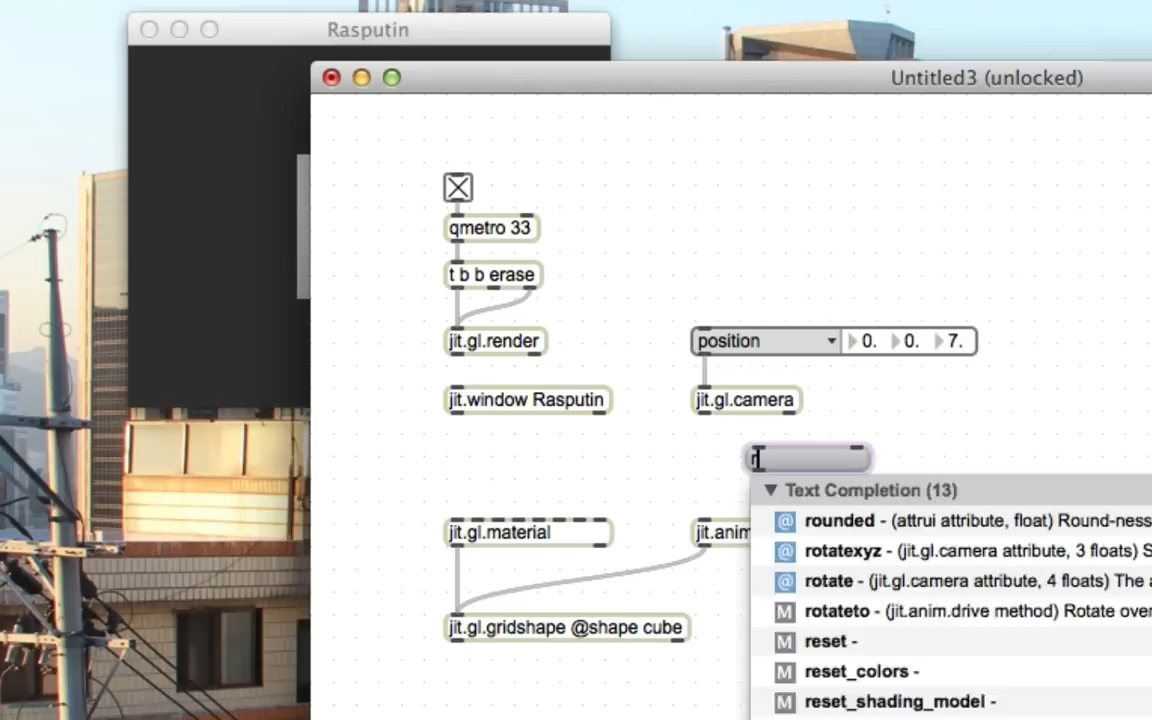 Rasputin
Untitled3 (unlocked)
qmetro 33
t b b erase
jit.gl.render
position 0. 0. 7.
jit.window Rasputin
jit.gl.camera
r
Text Completion (13)
rounded - (attrui attribute, float) Round-ness
rotatexyz - (jit.gl.camera attribute, 3 floats) S
rotate - (jit.gl.camera attribute, 4 floats) The a
rotateto - (jit.anim.drive method) Rotate over
reset -
reset_colors -
reset_shading_model -
jit.gl.material
jit.anim
jit.gl.gridshape @shape cube